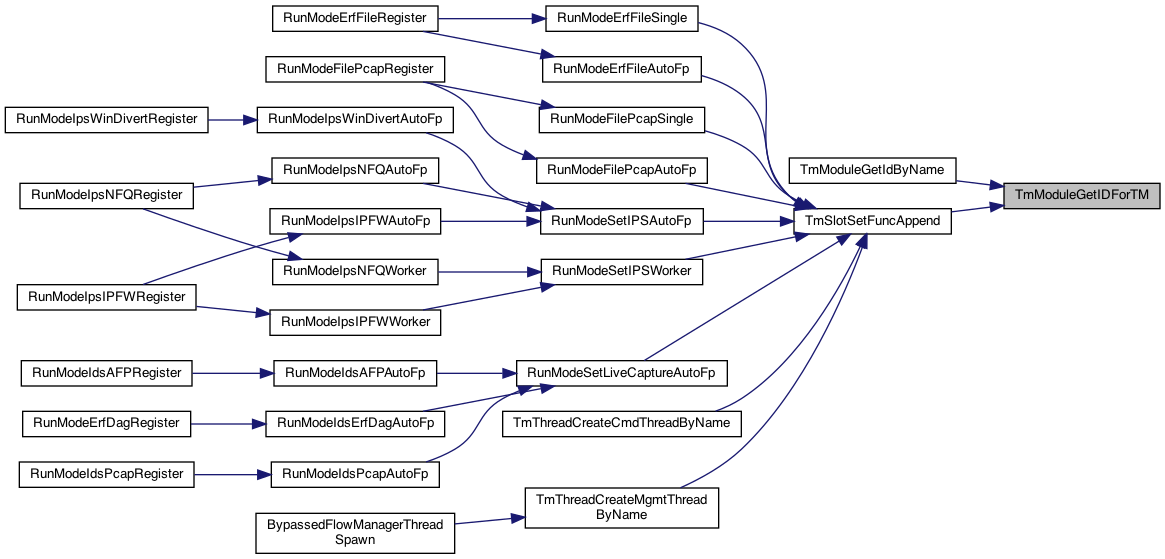 RunModeErfFileRegister
RunModeErfFileSingle
RunModeErfFileAutoFp
RunModeFilePcapRegister
RunModeFilePcapSingle
RunModeIpsWinDivertRegister
RunModeIpsWinDivertAutoFp
RunModeFilePcapAutoFp
RunModeIpsNFQAutoFp
TmModuleGetIdByName
RunModeIpsNFQRegister
TmModuleGetIDForTM
RunModeIpsIPFWAutoFp
RunModeSetIPSAutoFp
TmSlotSetFuncAppend
RunModeIpsNFQWorker
RunModeSetIPSWorker
RunModeIpsIPFWRegister
RunModeIpsIPFWWorker
RunModeIdsAFPRegister
RunModeIdsAFPAutoFp
RunModeSetLiveCaptureAutoFp
RunModeErfDagRegister
RunModeIdsErfDagAutoFp
TmThreadCreateCmdThreadByName
RunModeIdsPcapRegister
RunModeIdsPcapAutoFp
TmThreadCreateMgmtThread
ByName
BypassedFlowManagerThread
Spawn